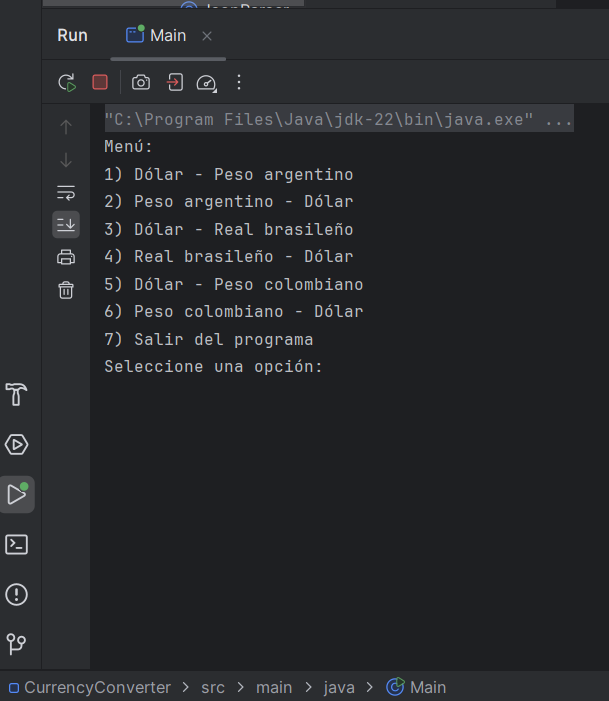 Run Main
"C:\Program Files\Java\jdk-22\bin\java.exe" ...
Menú:
1) Dólar - Peso argentino
2) Peso argentino - Dólar
3) Dólar - Real brasileño
4) Real brasileño - Dólar
5) Dólar - Peso colombiano
6) Peso colombiano - Dólar
7) Salir del programa
Seleccione una opción:
CurrencyConverter > src > main > java > Main